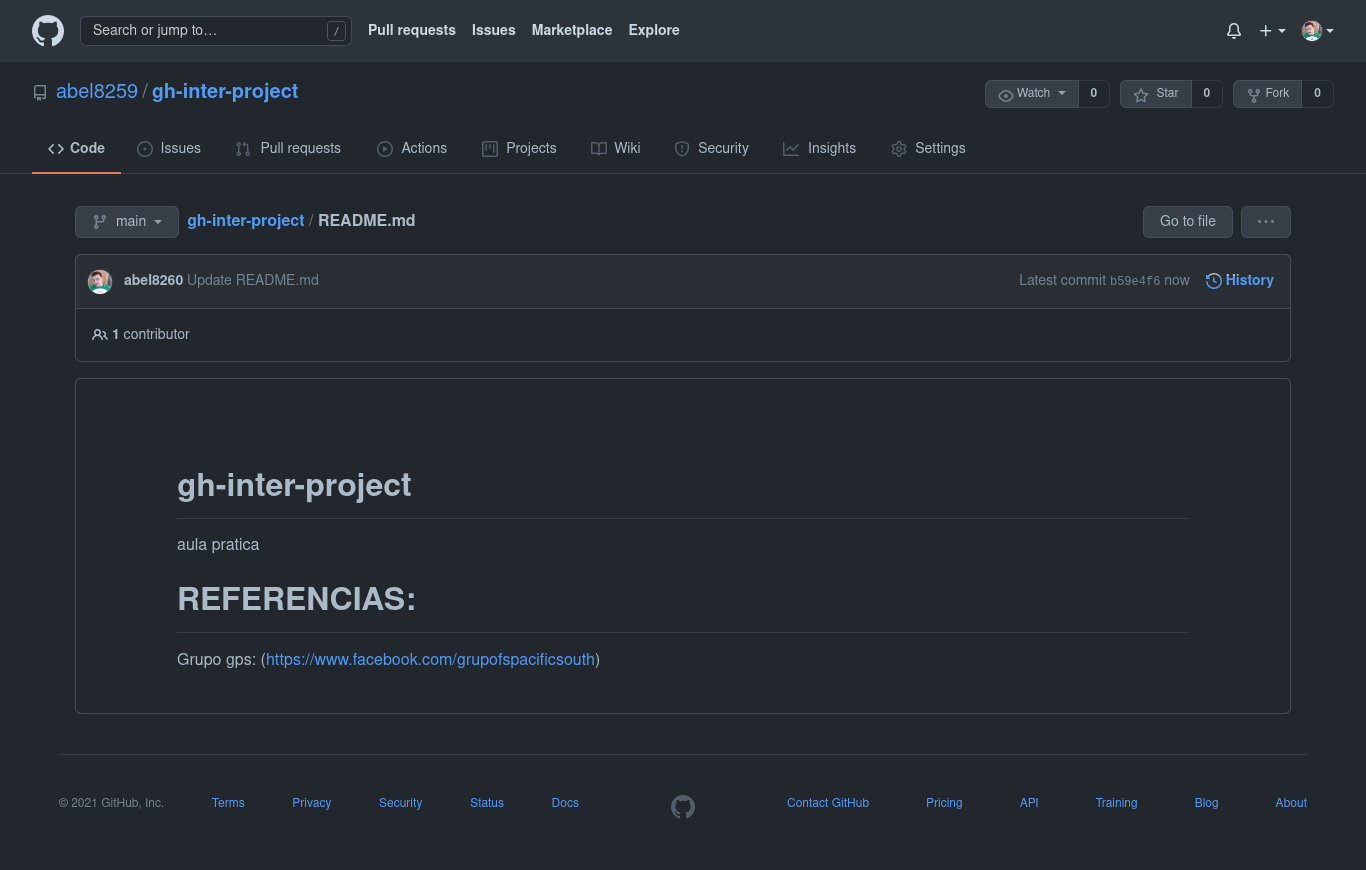 Search or jump to… /
Pull requests Issues Marketplace Explore
abel8259 / gh-inter-project
Watch 0 Star 0 Fork 0
Code Issues Pull requests Actions Projects Wiki Security Insights Settings
main gh-inter-project / README.md Go to file
abel8260 Update README.md Latest commit b59e4f6 now History
1 contributor
gh-inter-project
aula pratica
REFERENCIAS:
Grupo gps: (https://www.facebook.com/grupofspacificsouth)
© 2021 GitHub, Inc. Terms Privacy Security Status Docs Contact GitHub Pricing API Training Blog About